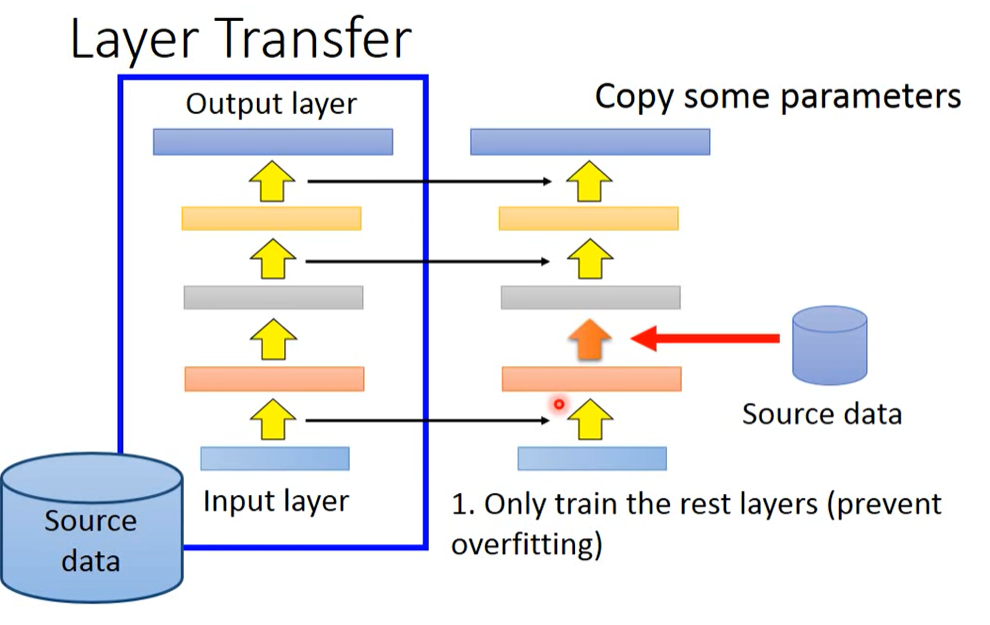 Layer Transfer
Output layer
Copy some parameters
Source data
Input layer
1. Only train the rest layers (prevent
overfitting)
Source
data